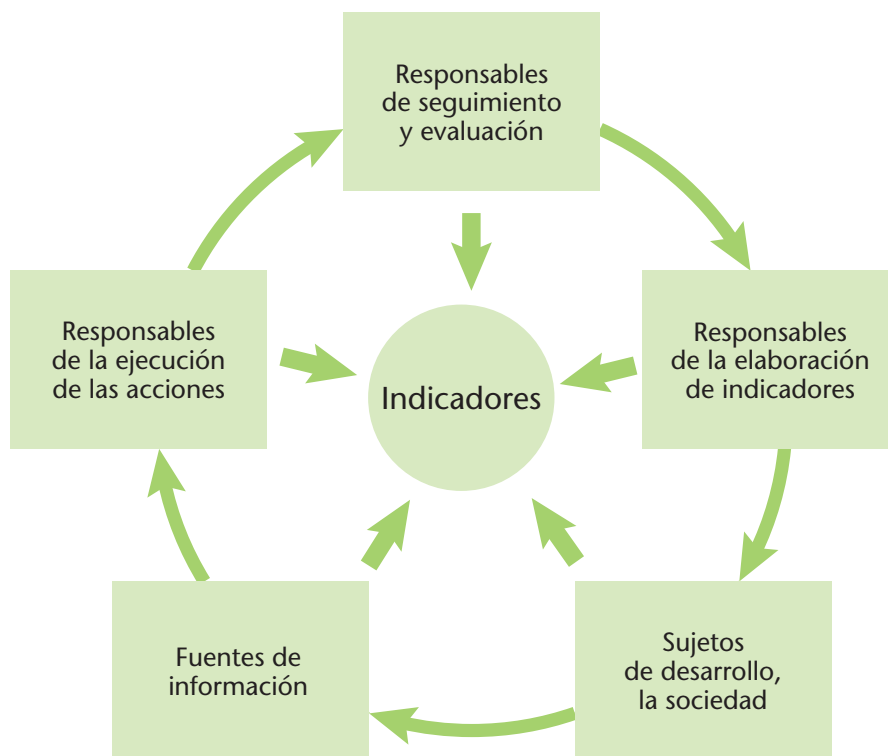 Responsables
de seguimiento
y evaluación
Responsables
de la ejecución
de las acciones
Indicadores
Responsables
de la elaboración
de indicadores
Fuentes de
información
Sujetos
de desarrollo,
la sociedad